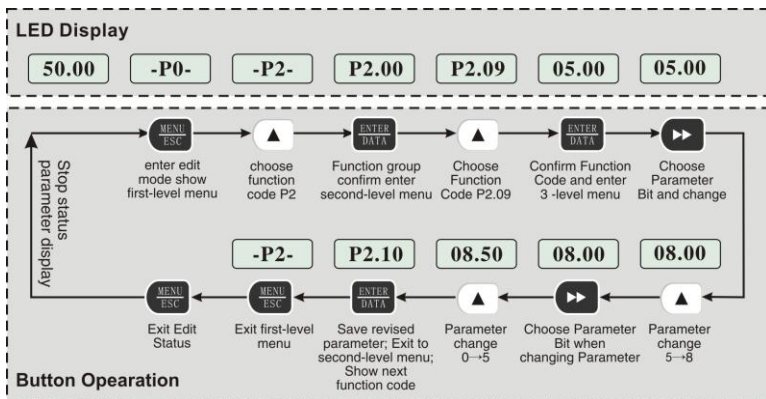 LED Display
50.00 -P0- -P2- P2.00 P2.09 05.00 05.00
MENU
ESC
▲
ENTER
DATA
▲
ENTER
DATA
▶▶
enter edit
mode show
first-level menu
choose
function
code P2
Function group
confirm enter
second-level menu
Choose
Function
Code P2.09
Confirm Function
Code and enter
3 -level menu
Choose
Parameter
Bit and change
Stop status
parameter display
-P2- P2.10 08.50 08.00 08.00
MENU
ESC
MENU
ESC
ENTER
DATA
▲
▶▶
▲
Exit Edit
Status
Exit first-level
menu
Save revised
parameter; Exit to
second-level menu;
Show next
function code
Parameter
change
0→5
Choose Parameter
Bit when
changing Parameter
Parameter
change
5→8
Button Opearation